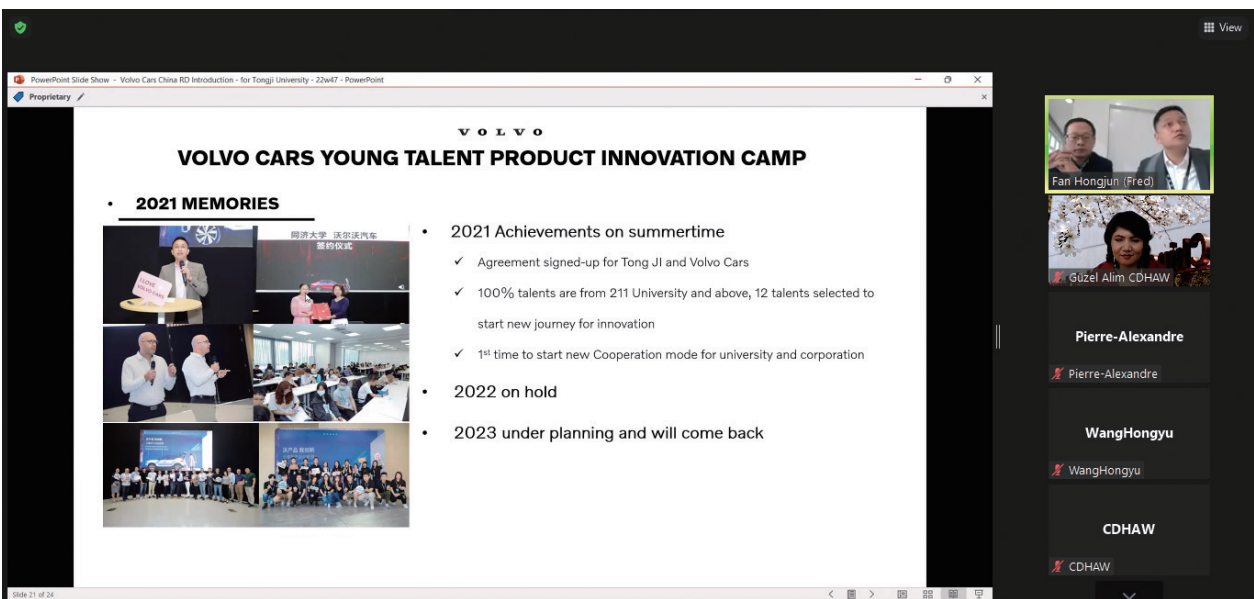 View
PowerPoint Slide Show - Volvo Cars China RD Introduction - for Tongji University - 22w47 - PowerPoint
Proprietary
VOLVO
VOLVO CARS YOUNG TALENT PRODUCT INNOVATION CAMP
• 2021 MEMORIES
同济大学 沃尔沃汽车
签约仪式
I LOVE
VOLVO CARS
• 2021 Achievements on summertime
✓ Agreement signed-up for Tong JI and Volvo Cars
✓ 100% talents are from 211 University and above, 12 talents selected to
start new journey for innovation
✓ 1st time to start new Cooperation mode for university and corporation
• 2022 on hold
• 2023 under planning and will come back
Slide 21 of 24
Fan Hongjun (Fred)
Güzel Alim CDHAW
Pierre-Alexandre
Pierre-Alexandre
WangHongyu
WangHongyu
CDHAW
CDHAW